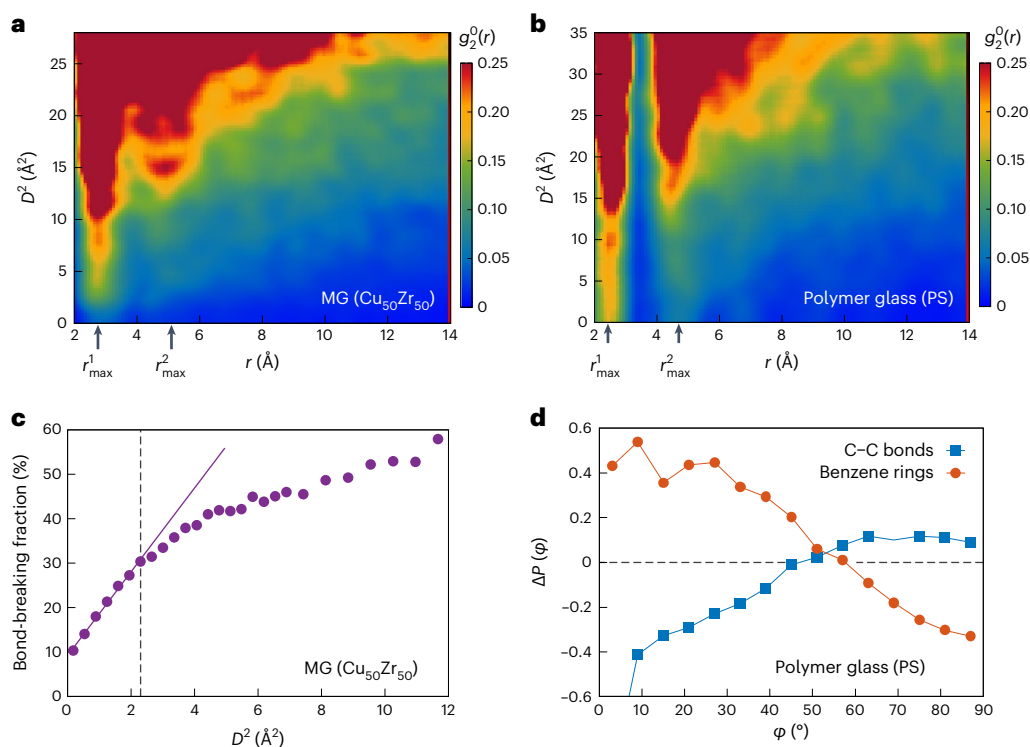 a
g₂⁰(r)
D² (Å²)
25
20
15
10
5
0
2 4 6 8 10 12 14
r (Å)
r¹max r²max
MG (Cu₅₀Zr₅₀)
0.25
0.20
0.15
0.10
0.05
0
b
g₂⁰(r)
D² (Å²)
35
30
25
20
15
10
5
0
2 4 6 8 10 12 14
r (Å)
r¹max r²max
Polymer glass (PS)
0.25
0.20
0.15
0.10
0.05
0
c
Bond-breaking fraction (%)
60
50
40
30
20
10
0
0 2 4 6 8 10 12
D² (Å²)
MG (Cu₅₀Zr₅₀)
d
ΔP (φ)
0.6
0.4
0.2
0
−0.2
−0.4
−0.6
C–C bonds
Benzene rings
Polymer glass (PS)
0 10 20 30 40 50 60 70 80 90
φ (°)